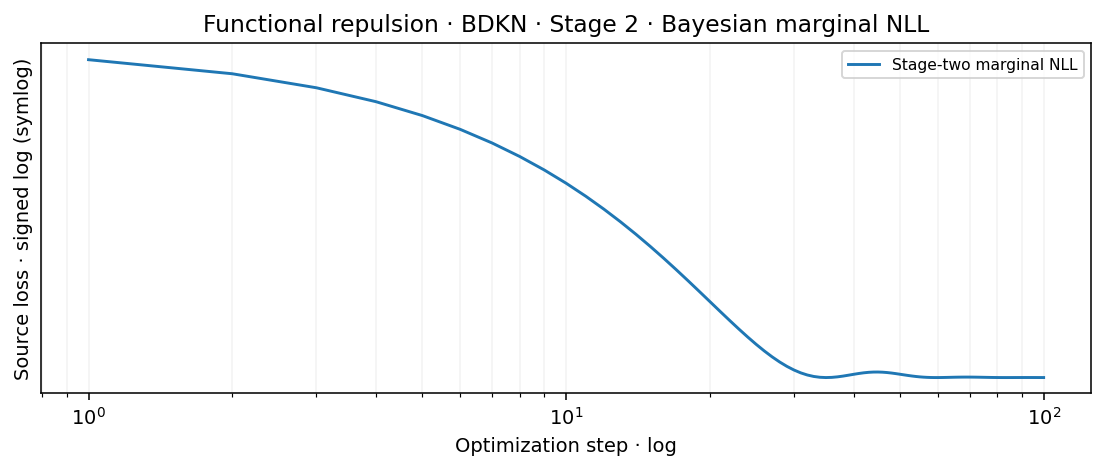 Functional repulsion · BDKN · Stage 2 · Bayesian marginal NLL
Stage-two marginal NLL
Source loss · signed log (symlog)
10⁰ 10¹ 10²
Optimization step · log